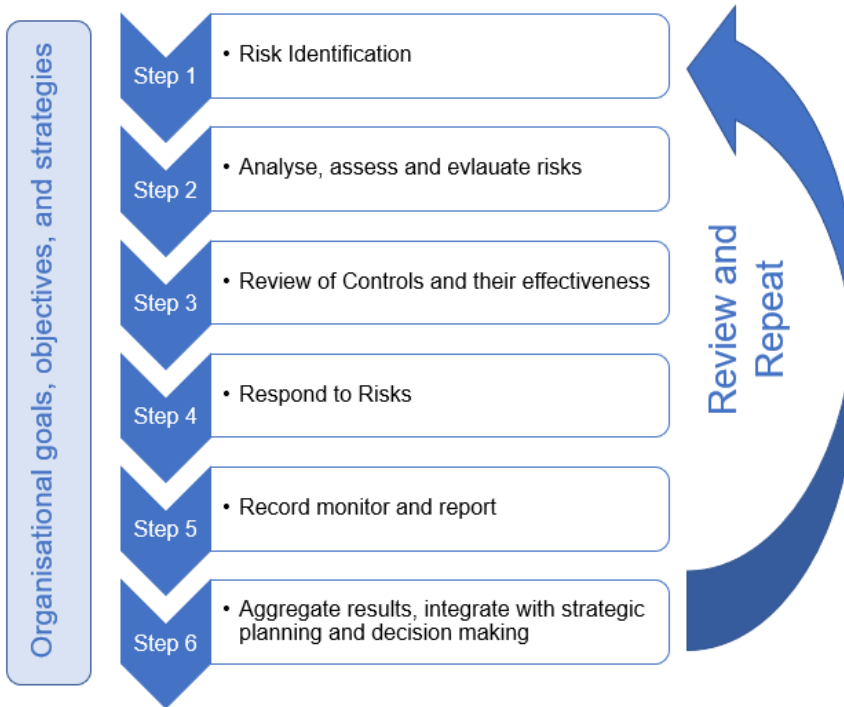 Organisational goals, objectives, and strategies
Step 1
• Risk Identification
Step 2
• Analyse, assess and evlauate risks
Step 3
• Review of Controls and their effectiveness
Step 4
• Respond to Risks
Step 5
• Record monitor and report
Step 6
• Aggregate results, integrate with strategic
planning and decision making
Review and
Repeat